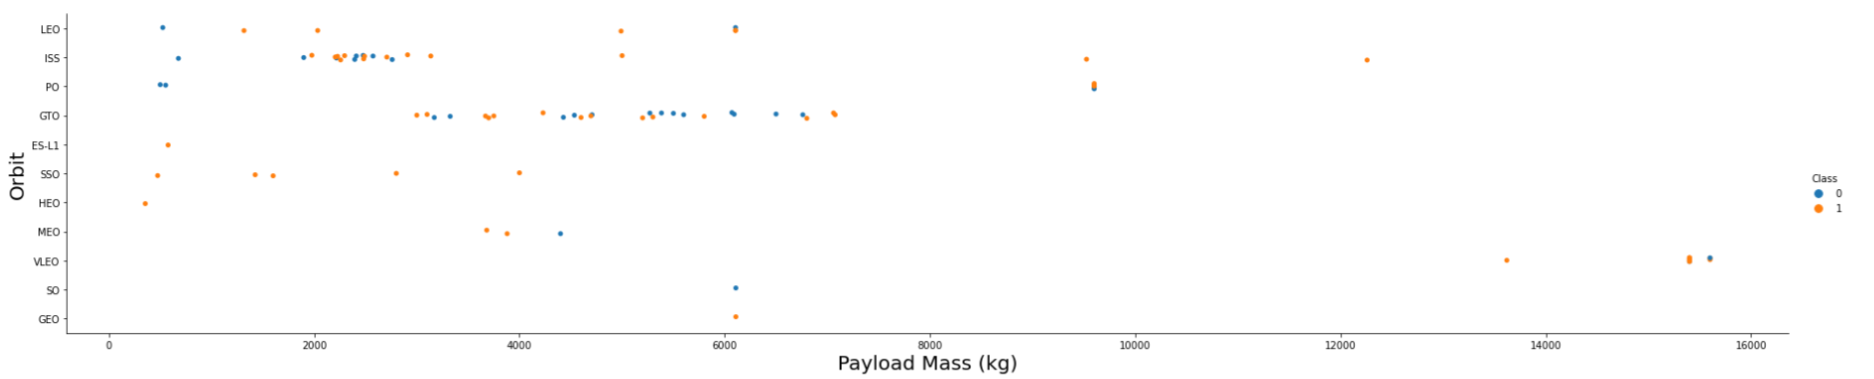 LEO
ISS
PO
GTO
ES-L1
SSO
HEO
MEO
VLEO
SO
GEO
Orbit
0 2000 4000 6000 8000 10000 12000 14000 16000
Payload Mass (kg)
Class
0
1